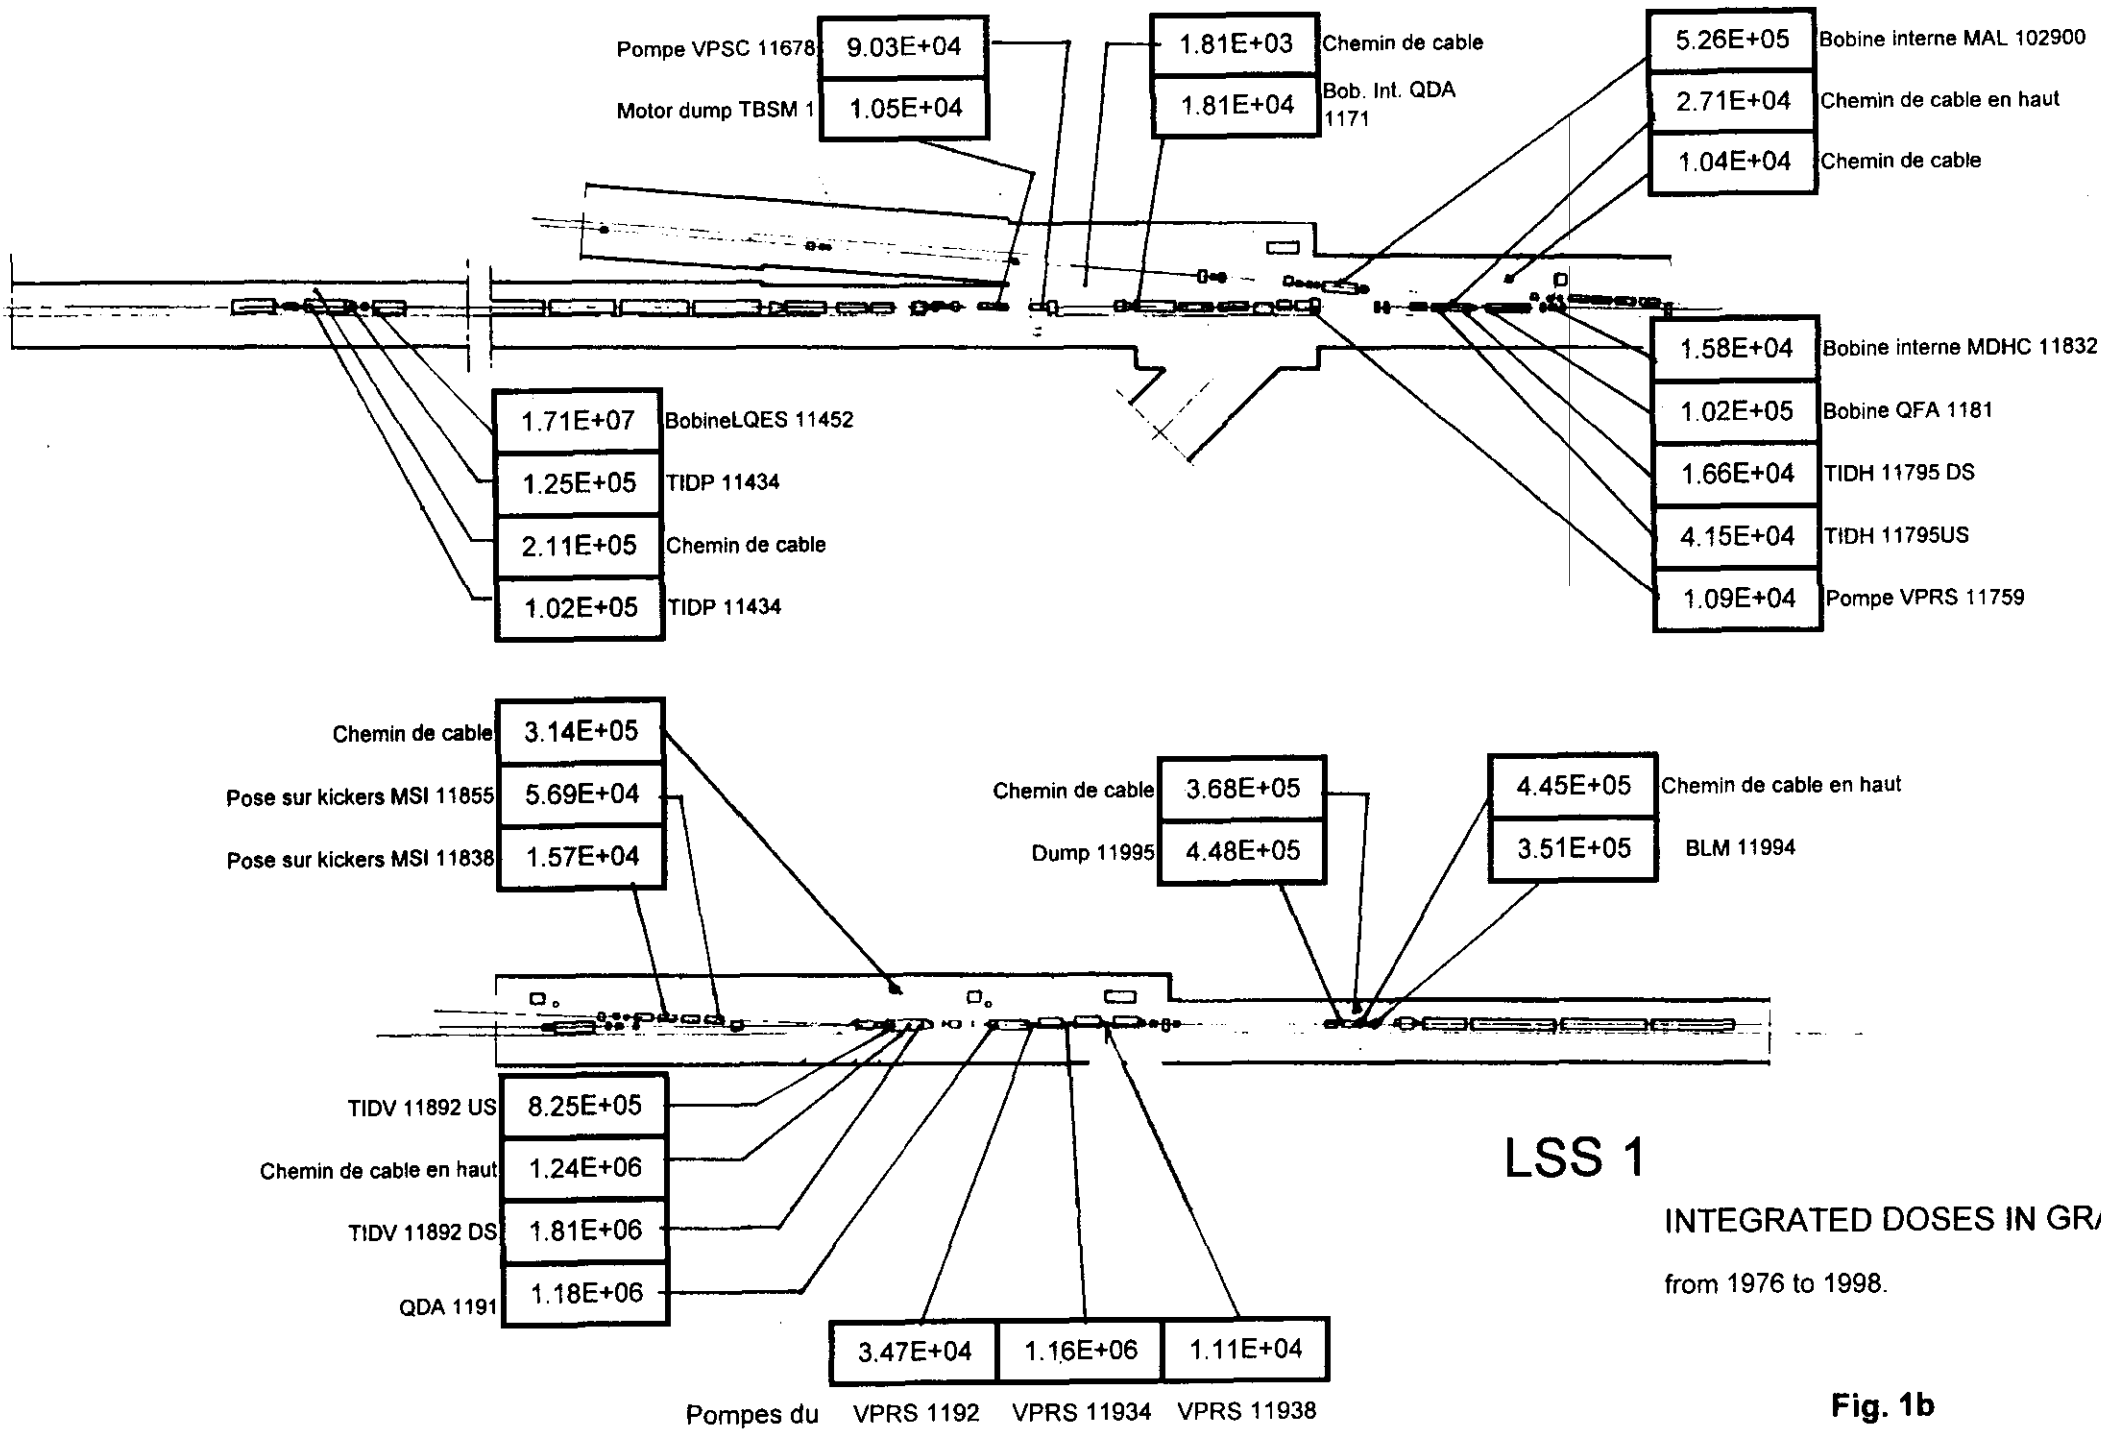 Pompe VPSC 11678 9.03E+04
Motor dump TBSM 1 1.05E+04
1.81E+03 Chemin de cable
1.81E+04 Bob. Int. QDA
1171
5.26E+05 Bobine interne MAL 102900
2.71E+04 Chemin de cable en haut
1.04E+04 Chemin de cable
1.71E+07 BobineLQES 11452
1.25E+05 TIDP 11434
2.11E+05 Chemin de cable
1.02E+05 TIDP 11434
1.58E+04 Bobine interne MDHC 11832
1.02E+05 Bobine QFA 1181
1.66E+04 TIDH 11795 DS
4.15E+04 TIDH 11795US
1.09E+04 Pompe VPRS 11759
Chemin de cable 3.14E+05
Pose sur kickers MSI 11855 5.69E+04
Pose sur kickers MSI 11838 1.57E+04
Chemin de cable 3.68E+05
Dump 11995 4.48E+05
4.45E+05 Chemin de cable en haut
3.51E+05 BLM 11994
TIDV 11892 US 8.25E+05
Chemin de cable en haut 1.24E+06
TIDV 11892 DS 1.81E+06
QDA 1191 1.18E+06
3.47E+04 1.16E+06 1.11E+04
Pompes du VPRS 1192 VPRS 11934 VPRS 11938
LSS 1
INTEGRATED DOSES IN GRA
from 1976 to 1998.
Fig. 1b